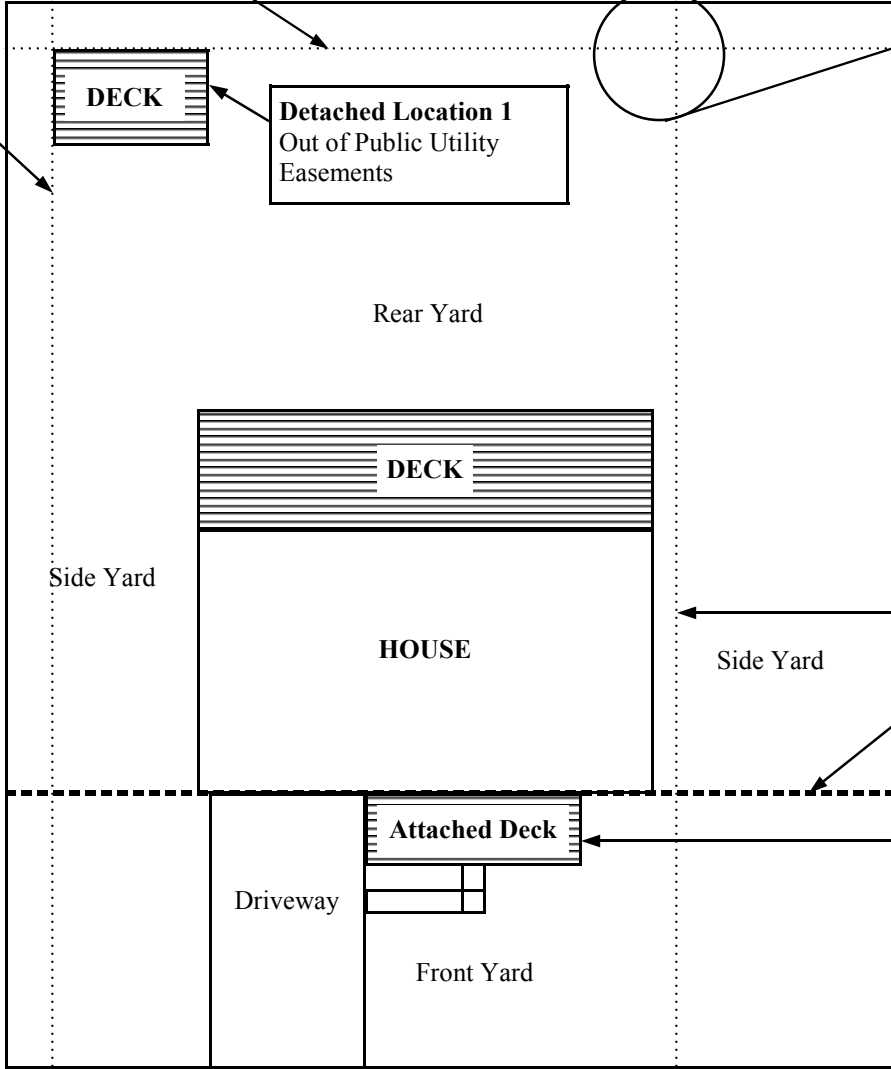 DECK
Detached Location 1
Out of Public Utility
Easements
Rear Yard
DECK
Side Yard
HOUSE
Side Yard
Attached Deck
Driveway
Front Yard